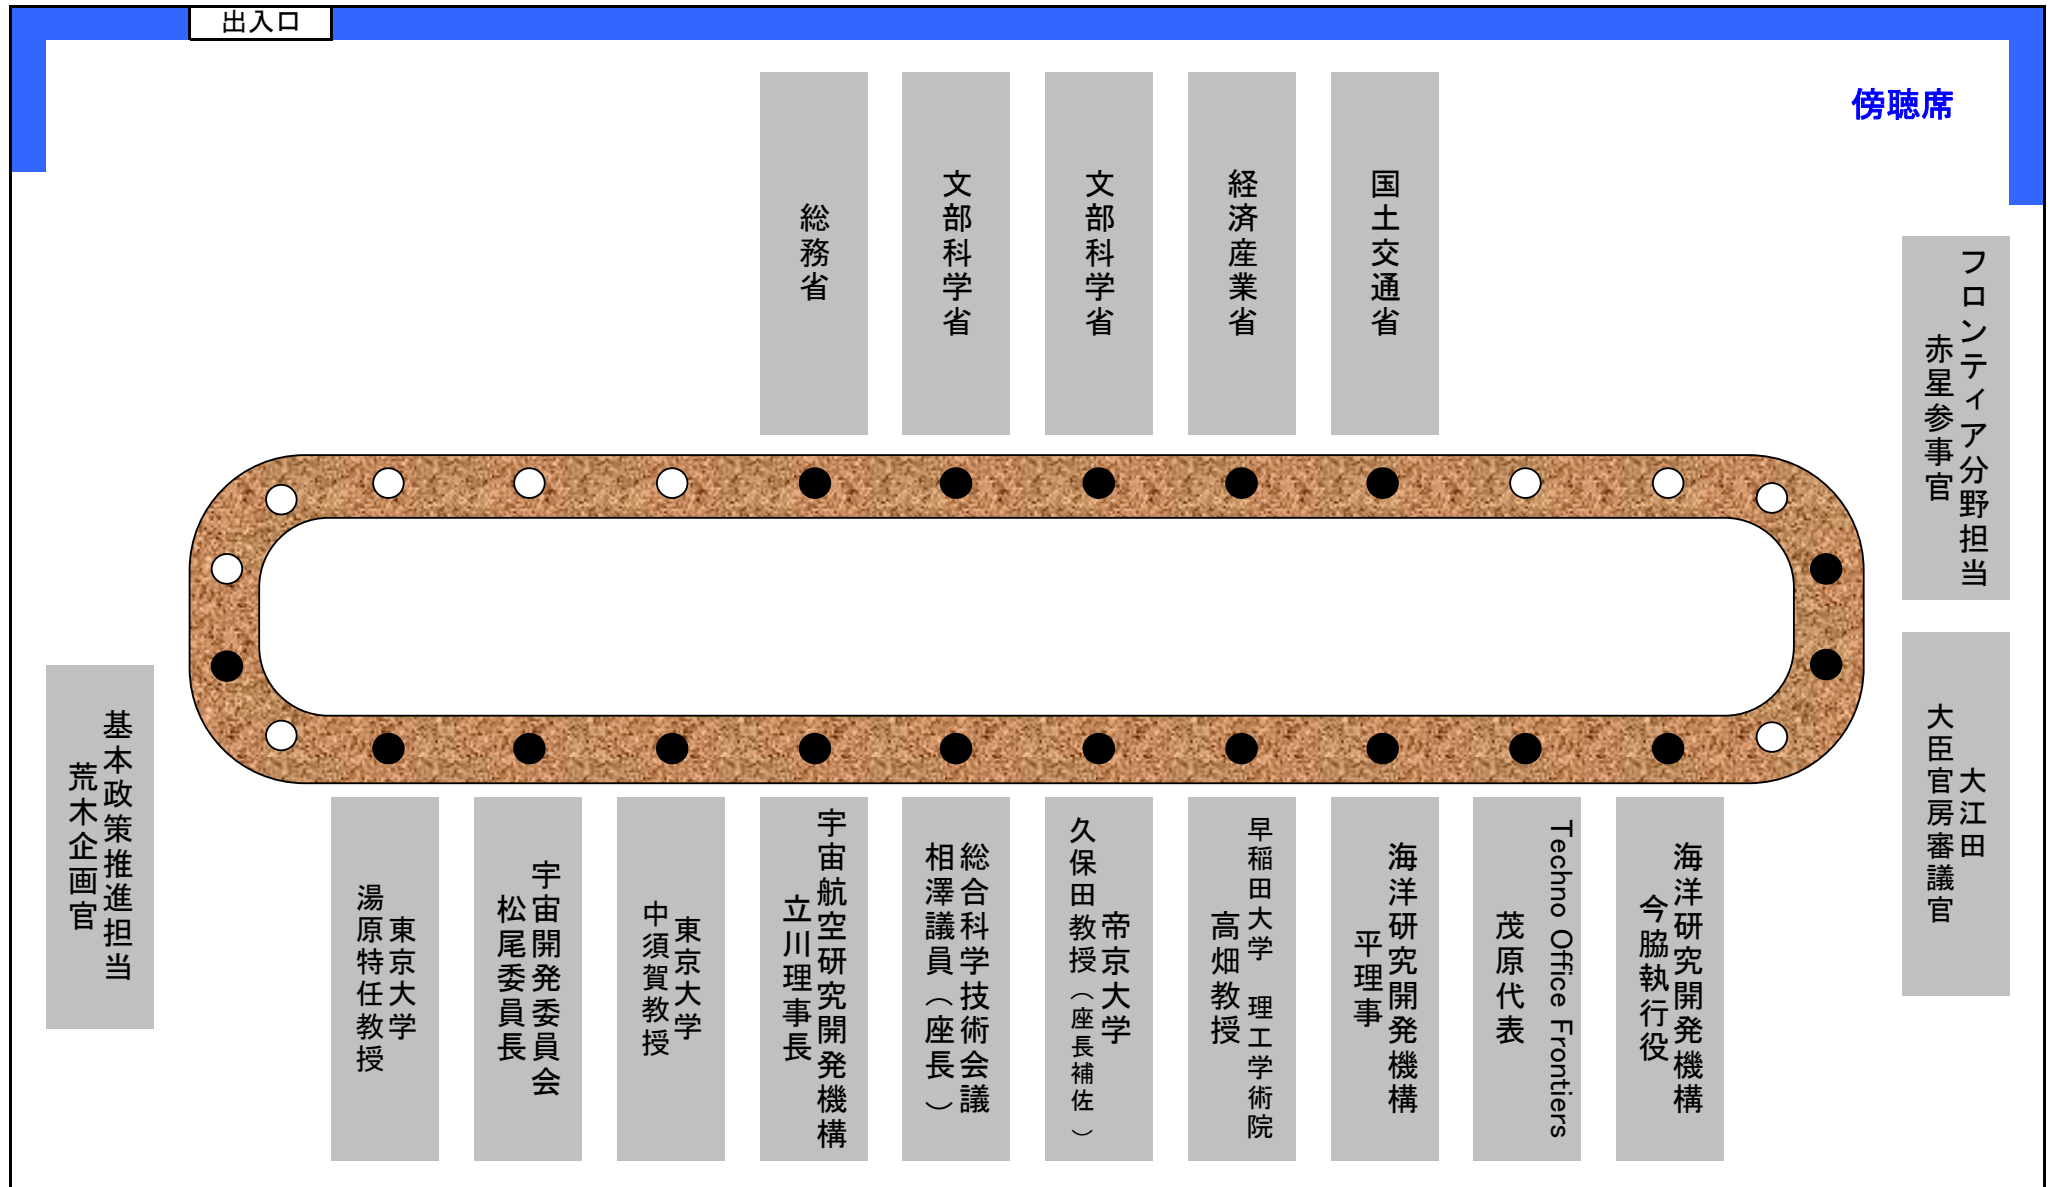 出入口
傍聴席
総務省
文部科学省
文部科学省
経済産業省
国土交通省
フロンティア分野担当
赤星参事官
大江田
大臣官房審議官
基本政策推進担当
荒木企画官
東京大学
湯原特任教授
宇宙開発委員会
松尾委員長
東京大学
中須賀教授
宇宙航空研究開発機構
立川理事長
総合科学技術会議
相澤議員（座長）
帝京大学
久保田教授（座長補佐）
早稲田大学　理工学術院
高畑教授
海洋研究開発機構
平理事
Techno Office Frontiers
茂原代表
海洋研究開発機構
今脇執行役